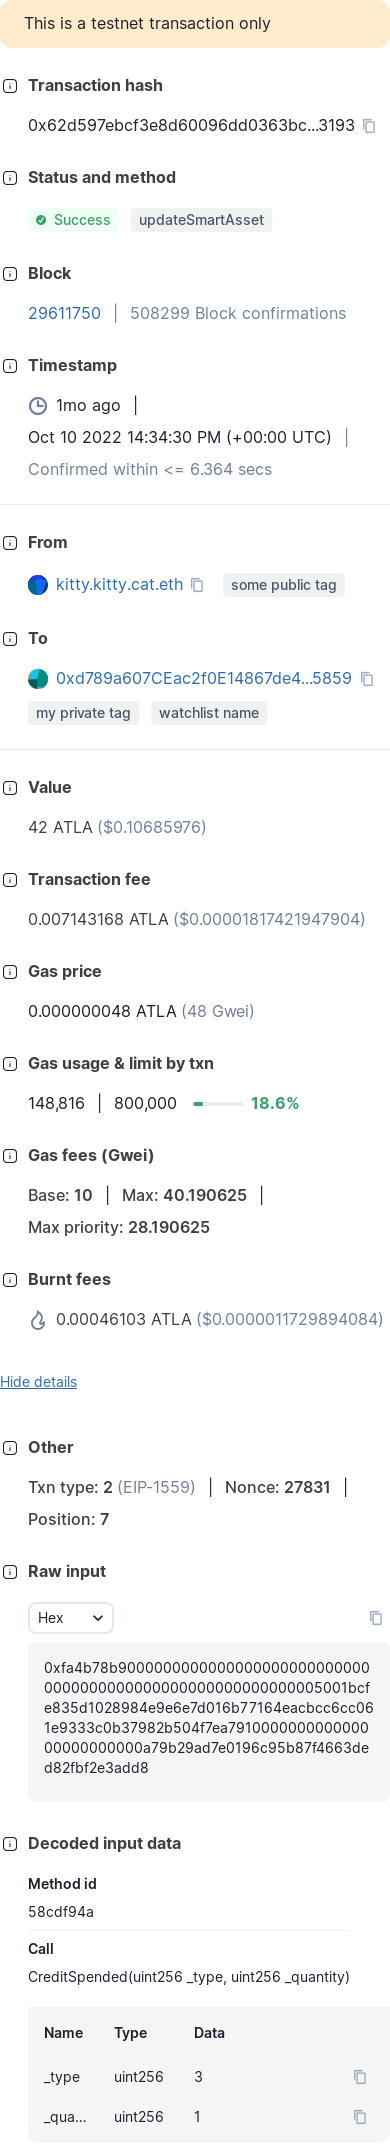 This is a testnet transaction only
Transaction hash
0x62d597ebcf3e8d60096dd0363bc...3193
Status and method
Success updateSmartAsset
Block
29611750 | 508299 Block confirmations
Timestamp
1mo ago |
Oct 10 2022 14:34:30 PM (+00:00 UTC) |
Confirmed within <= 6.364 secs
From
kitty.kitty.cat.eth some public tag
To
0xd789a607CEac2f0E14867de4...5859
my private tag watchlist name
Value
42 ATLA ($0.10685976)
Transaction fee
0.007143168 ATLA ($0.00001817421947904)
Gas price
0.000000048 ATLA (48 Gwei)
Gas usage & limit by txn
148,816 | 800,000 18.6%
Gas fees (Gwei)
Base: 10 | Max: 40.190625 |
Max priority: 28.190625
Burnt fees
0.00046103 ATLA ($0.0000011729894084)
Hide details
Other
Txn type: 2 (EIP-1559) | Nonce: 27831 |
Position: 7
Raw input
Hex
0xfa4b78b90000000000000000000000000000
00000000000000000000000000005001bcf
e835d1028984e9e6e7d016b77164eacbcc6cc06
1e9333c0b37982b504f7ea7910000000000000
00000000000a79b29ad7e0196c95b87f4663de
d82fbf2e3add8
Decoded input data
Method id
58cdf94a
Call
CreditSpended(uint256 _type, uint256 _quantity)
Name Type Data
_type uint256 3
_qua... uint256 1